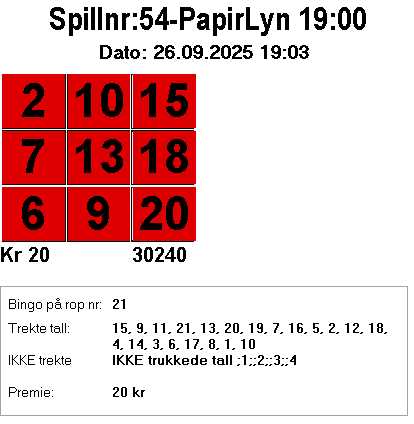 Spillnr:54-PapirLyn 19:00
Dato: 26.09.2025 19:03
2 10 15
7 13 18
6 9 20
Kr 20 30240
Bingo på rop nr: 21
Trekte tall: 15, 9, 11, 21, 13, 20, 19, 7, 16, 5, 2, 12, 18,
4, 14, 3, 6, 17, 8, 1, 10
IKKE trekte IKKE trukkede tall ;1;;2;;3;;4
Premie: 20 kr